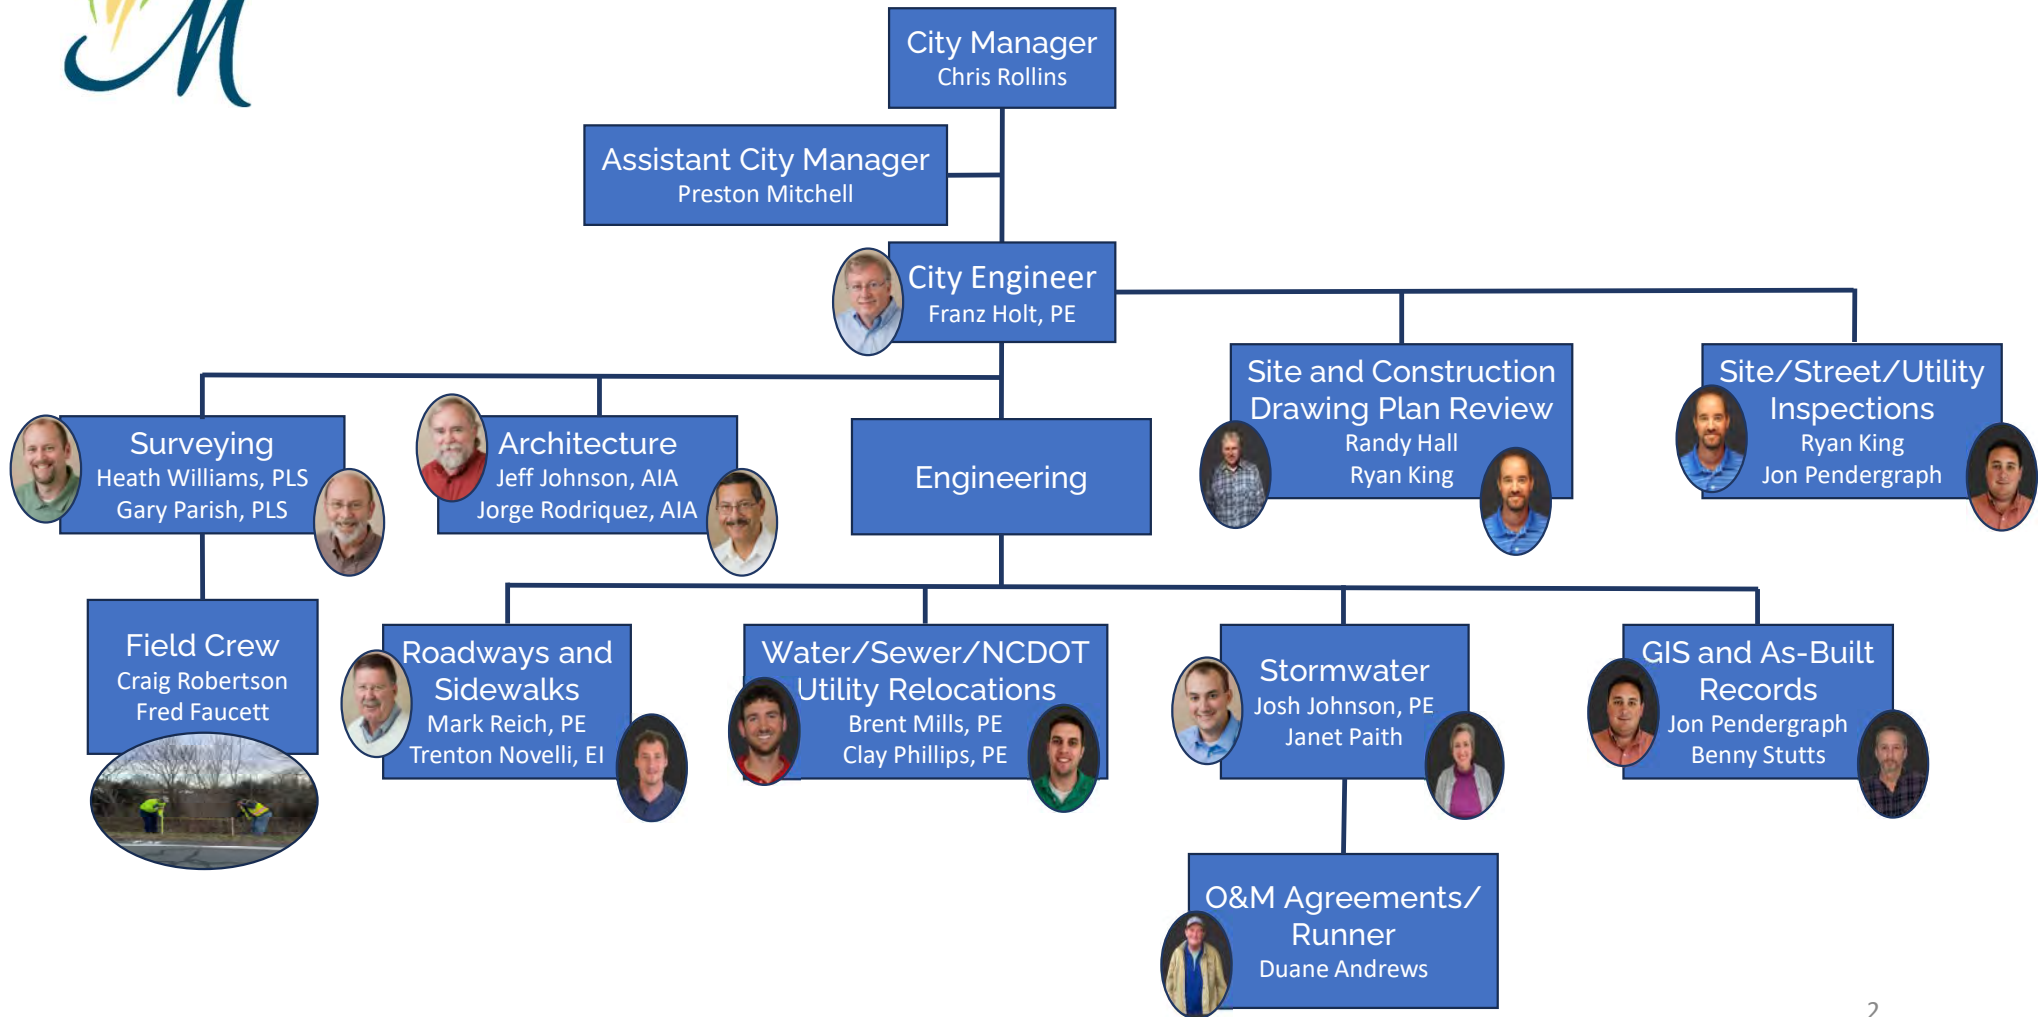 M
City Manager
Chris Rollins
Assistant City Manager
Preston Mitchell
City Engineer
Franz Holt, PE
Site and Construction
Drawing Plan Review
Randy Hall
Ryan King
Site/Street/Utility
Inspections
Ryan King
Jon Pendergraph
Surveying
Heath Williams, PLS
Gary Parish, PLS
Architecture
Jeff Johnson, AIA
Jorge Rodriquez, AIA
Engineering
Field Crew
Craig Robertson
Fred Faucett
Roadways and
Sidewalks
Mark Reich, PE
Trenton Novelli, EI
Water/Sewer/NCDOT
Utility Relocations
Brent Mills, PE
Clay Phillips, PE
Stormwater
Josh Johnson, PE
Janet Paith
GIS and As-Built
Records
Jon Pendergraph
Benny Stutts
O&M Agreements/
Runner
Duane Andrews
2